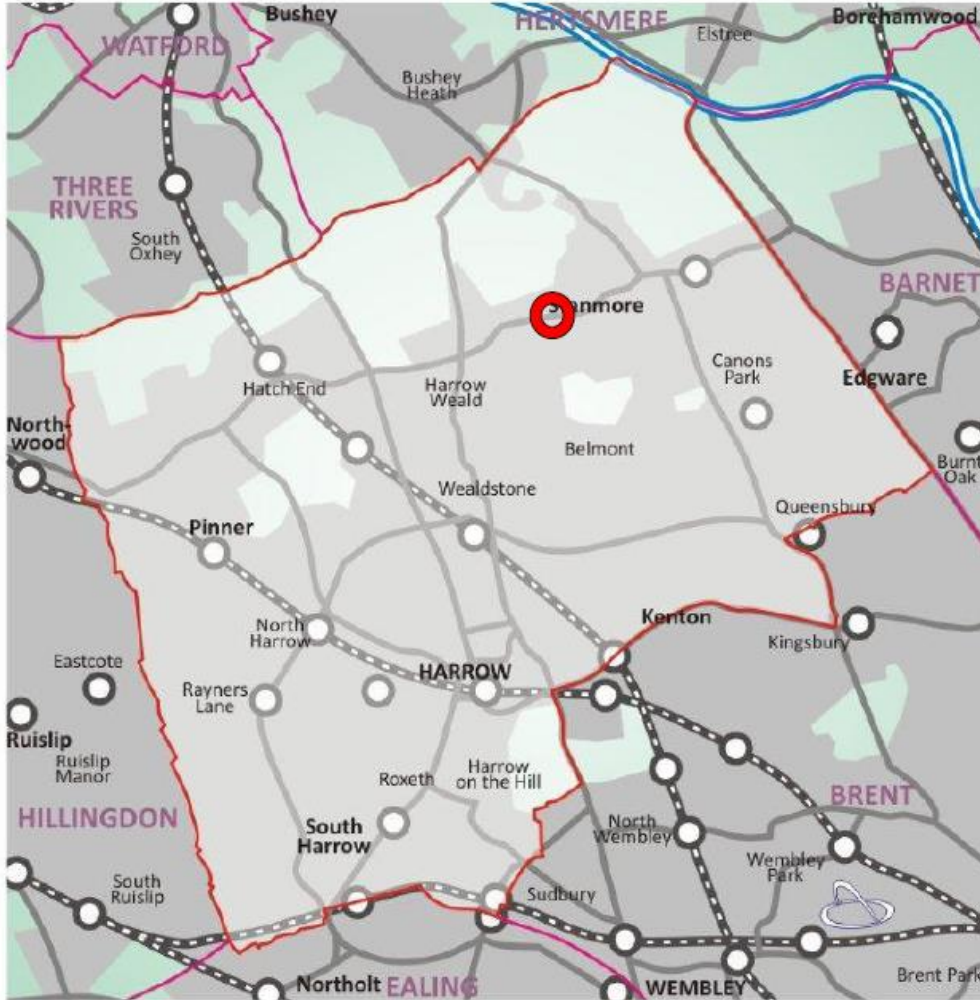 Bushey
HERTSMERE
Borehamwood
WATFORD
Elstree
Bushey
Heath
THREE
RIVERS
South
Oxhey
BARNET
Stanmore
Hatch End
Harrow
Weald
Canons
Park
Edgware
North-
wood
Belmont
Burnt
Oak
Wealdstone
Queensbury
Pinner
North
Harrow
Kenton
Kingsbury
Eastcote
HARROW
Rayners
Lane
Ruislip
Ruislip
Manor
Roxeth
Harrow
on the Hill
HILLINGDON
BRENT
South
Harrow
North
Wembley
Wembley
Park
South
Ruislip
Sudbury
Northolt
EALING
WEMBLEY
Brent Park